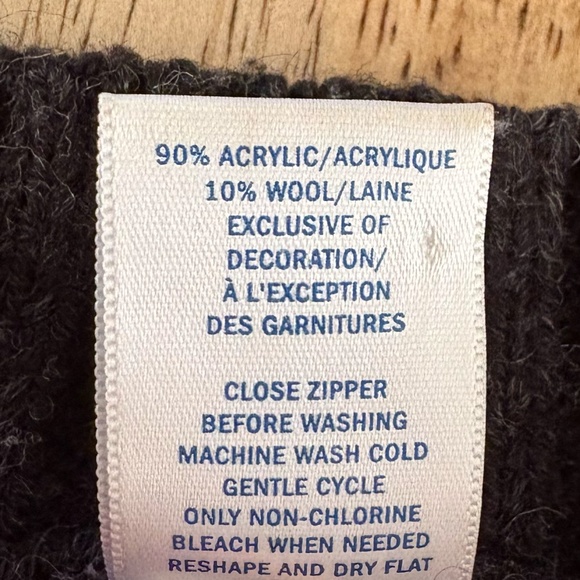 90% ACRYLIC/ACRYLIQUE
10% WOOL/LAINE
EXCLUSIVE OF
DECORATION/
À L'EXCEPTION
DES GARNITURES
CLOSE ZIPPER
BEFORE WASHING
MACHINE WASH COLD
GENTLE CYCLE
ONLY NON-CHLORINE
BLEACH WHEN NEEDED
RESHAPE AND DRY FLAT